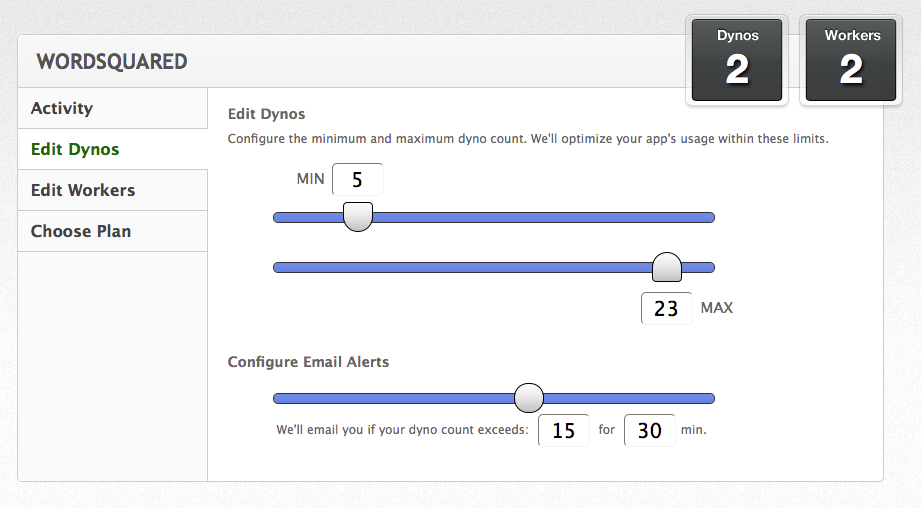 WORDSQUARED
Dynos
2
Workers
2
Activity
Edit Dynos
Edit Workers
Choose Plan
Edit Dynos
Configure the minimum and maximum dyno count. We'll optimize your app's usage within these limits.
MIN 5
23 MAX
Configure Email Alerts
We'll email you if your dyno count exceeds: 15 for 30 min.